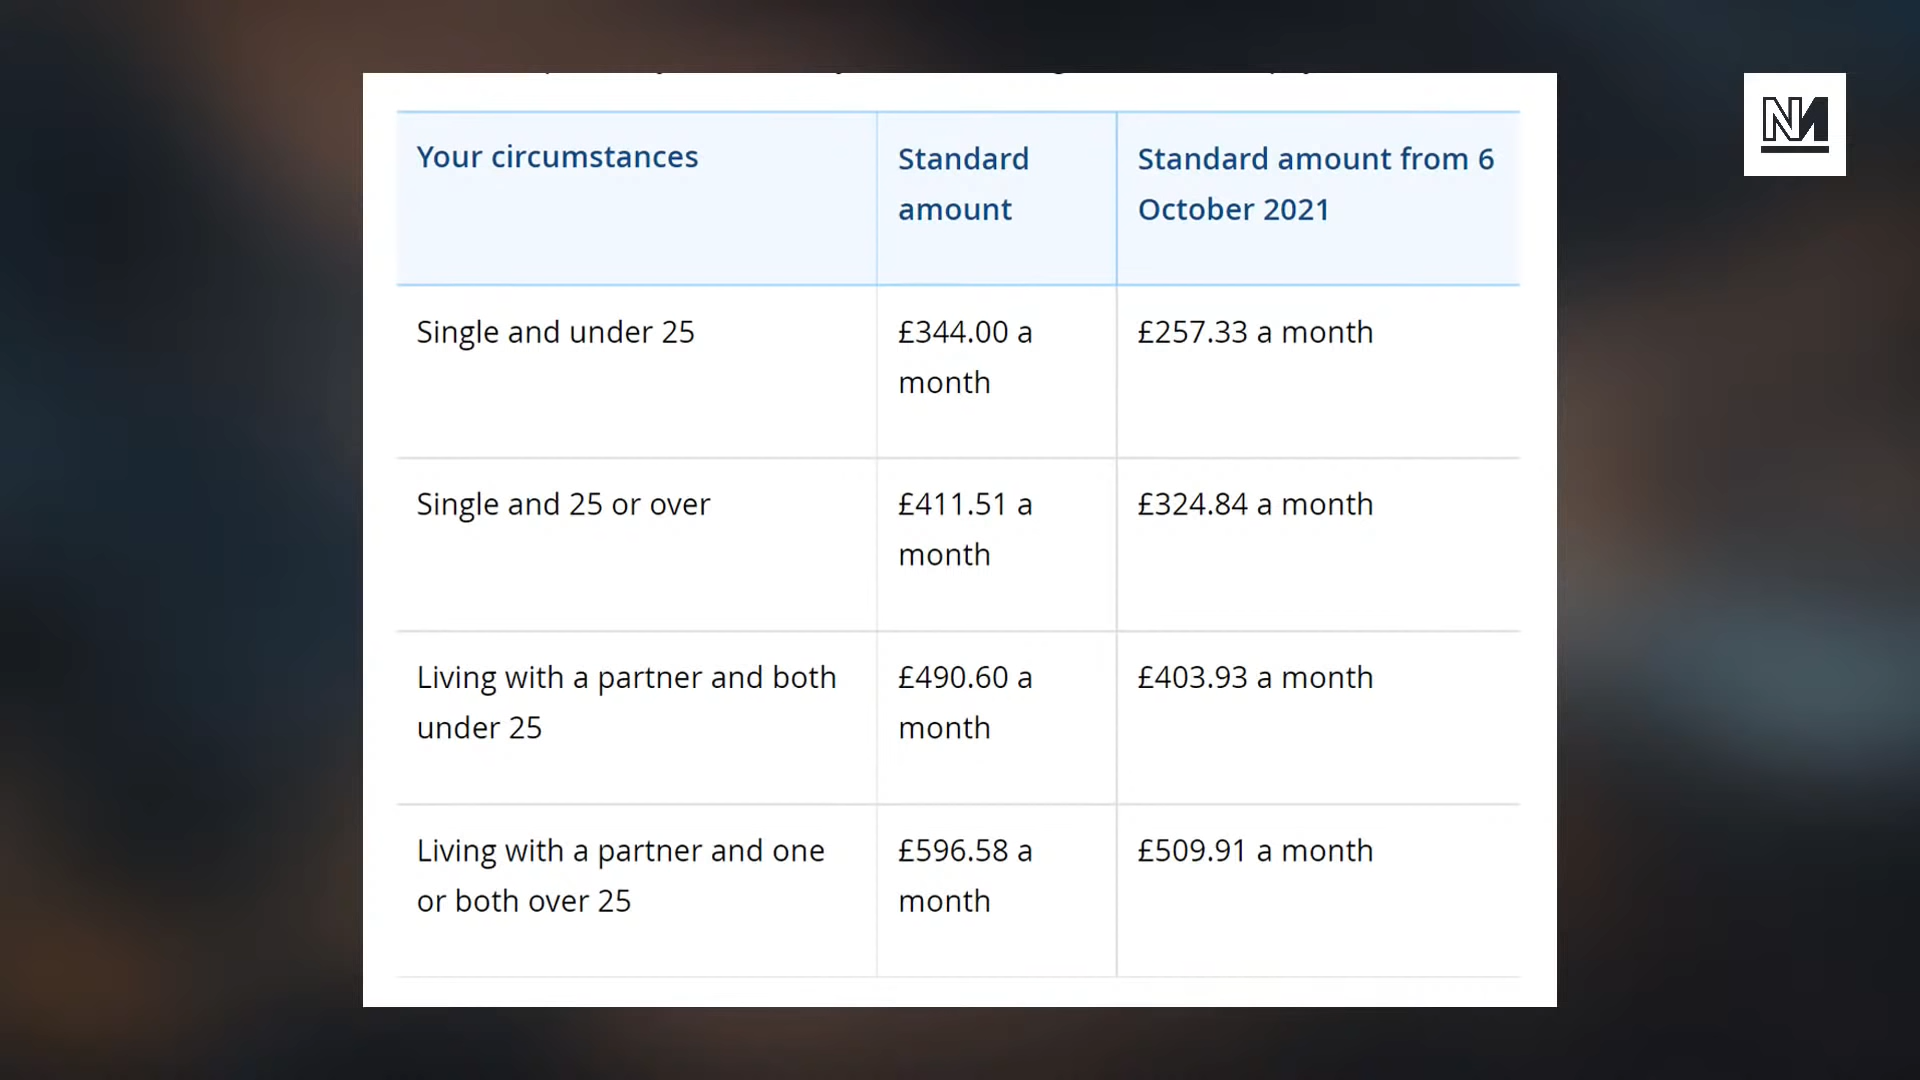 Your circumstances
Standard
amount
Standard amount from 6
October 2021
Single and under 25
£344.00 a
month
£257.33 a month
Single and 25 or over
£411.51 a
month
£324.84 a month
Living with a partner and both
under 25
£490.60 a
month
£403.93 a month
Living with a partner and one
or both over 25
£596.58 a
month
£509.91 a month
NM